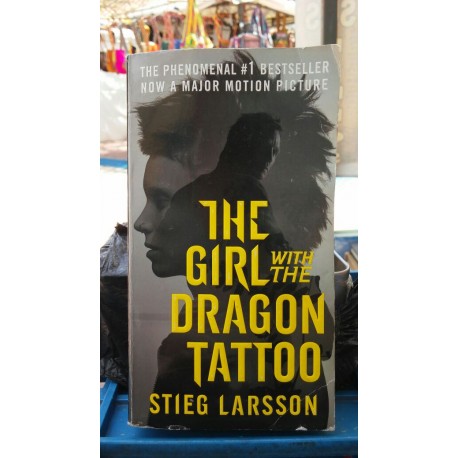 THE PHENOMENAL #1 BESTSELLER
NOW A MAJOR MOTION PICTURE
THE
GIRL WITH THE
DRAGON
TATTOO
STIEG LARSSON